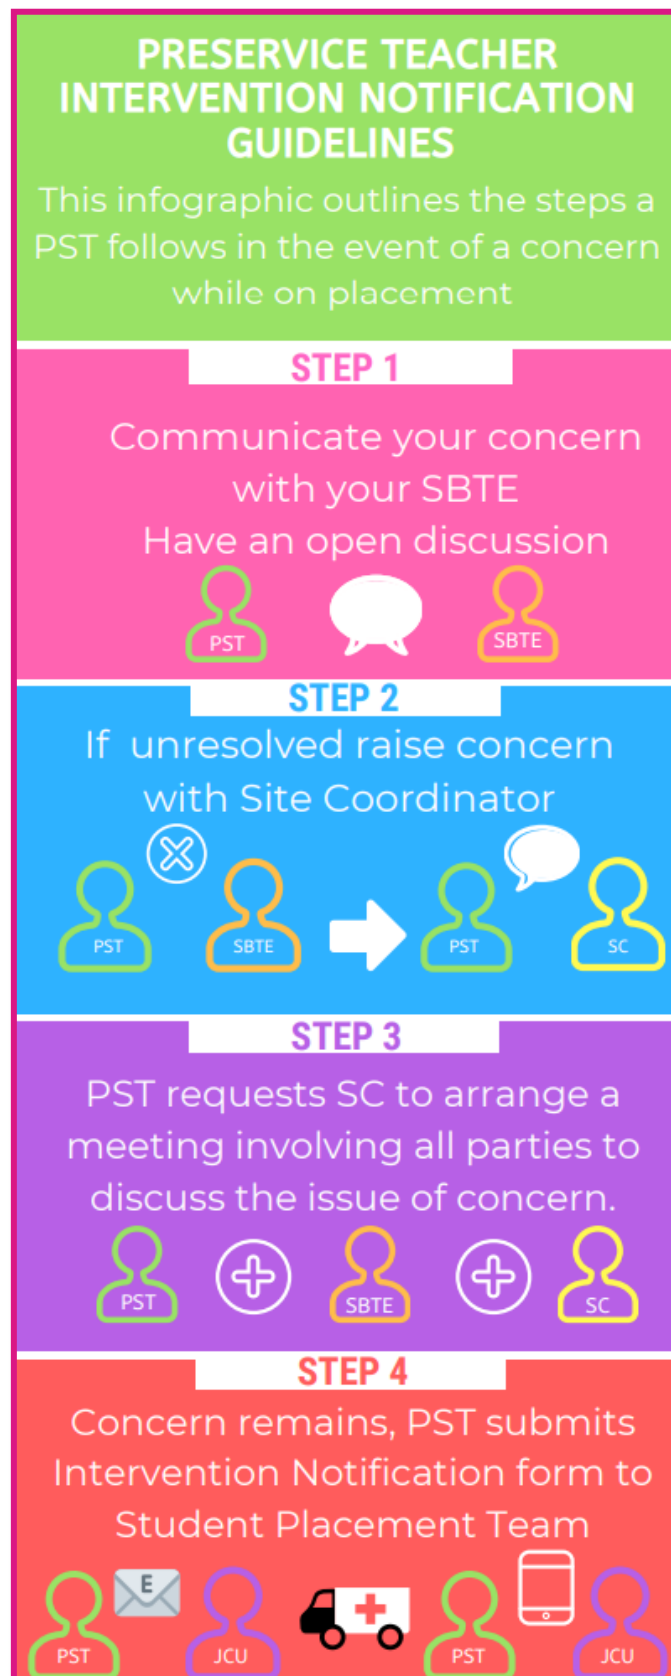 PRESERVICE TEACHER
INTERVENTION NOTIFICATION
GUIDELINES
This infographic outlines the steps a
PST follows in the event of a concern
while on placement
STEP 1
Communicate your concern
with your SBTE
Have an open discussion
PST
SBTE
STEP 2
If unresolved raise concern
with Site Coordinator
PST
SBTE
PST
SC
STEP 3
PST requests SC to arrange a
meeting involving all parties to
discuss the issue of concern.
PST
SBTE
SC
STEP 4
Concern remains, PST submits
Intervention Notification form to
Student Placement Team
E
PST
JCU
PST
JCU